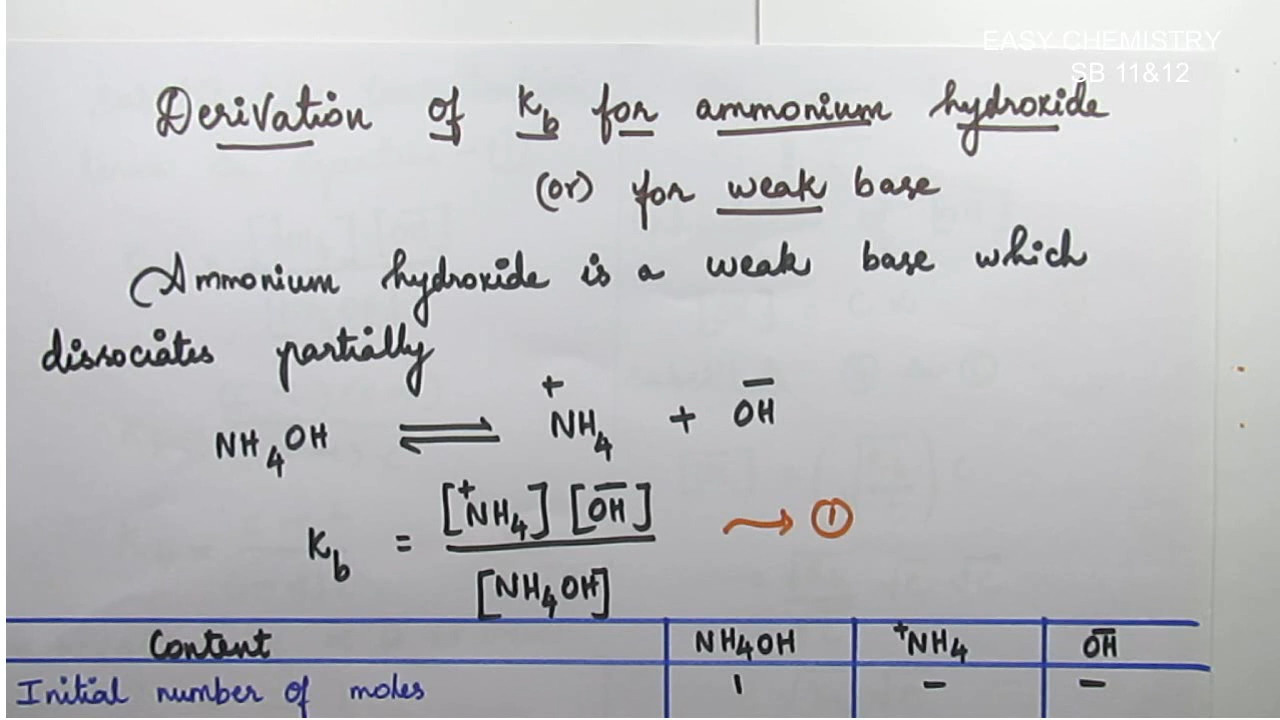 EASY CHEMISTRY
SB 11&12
Derivation of Kb for ammonium hydroxide
(or) for weak base
Ammonium hydroxide is a weak base which
dissociates partially
NH4OH ⇌ +NH4 + OH̅
Kb = [+NH4] [OH̅] / [NH4OH] → ①
Content NH4OH +NH4 OH̅
Initial number of moles 1 – –